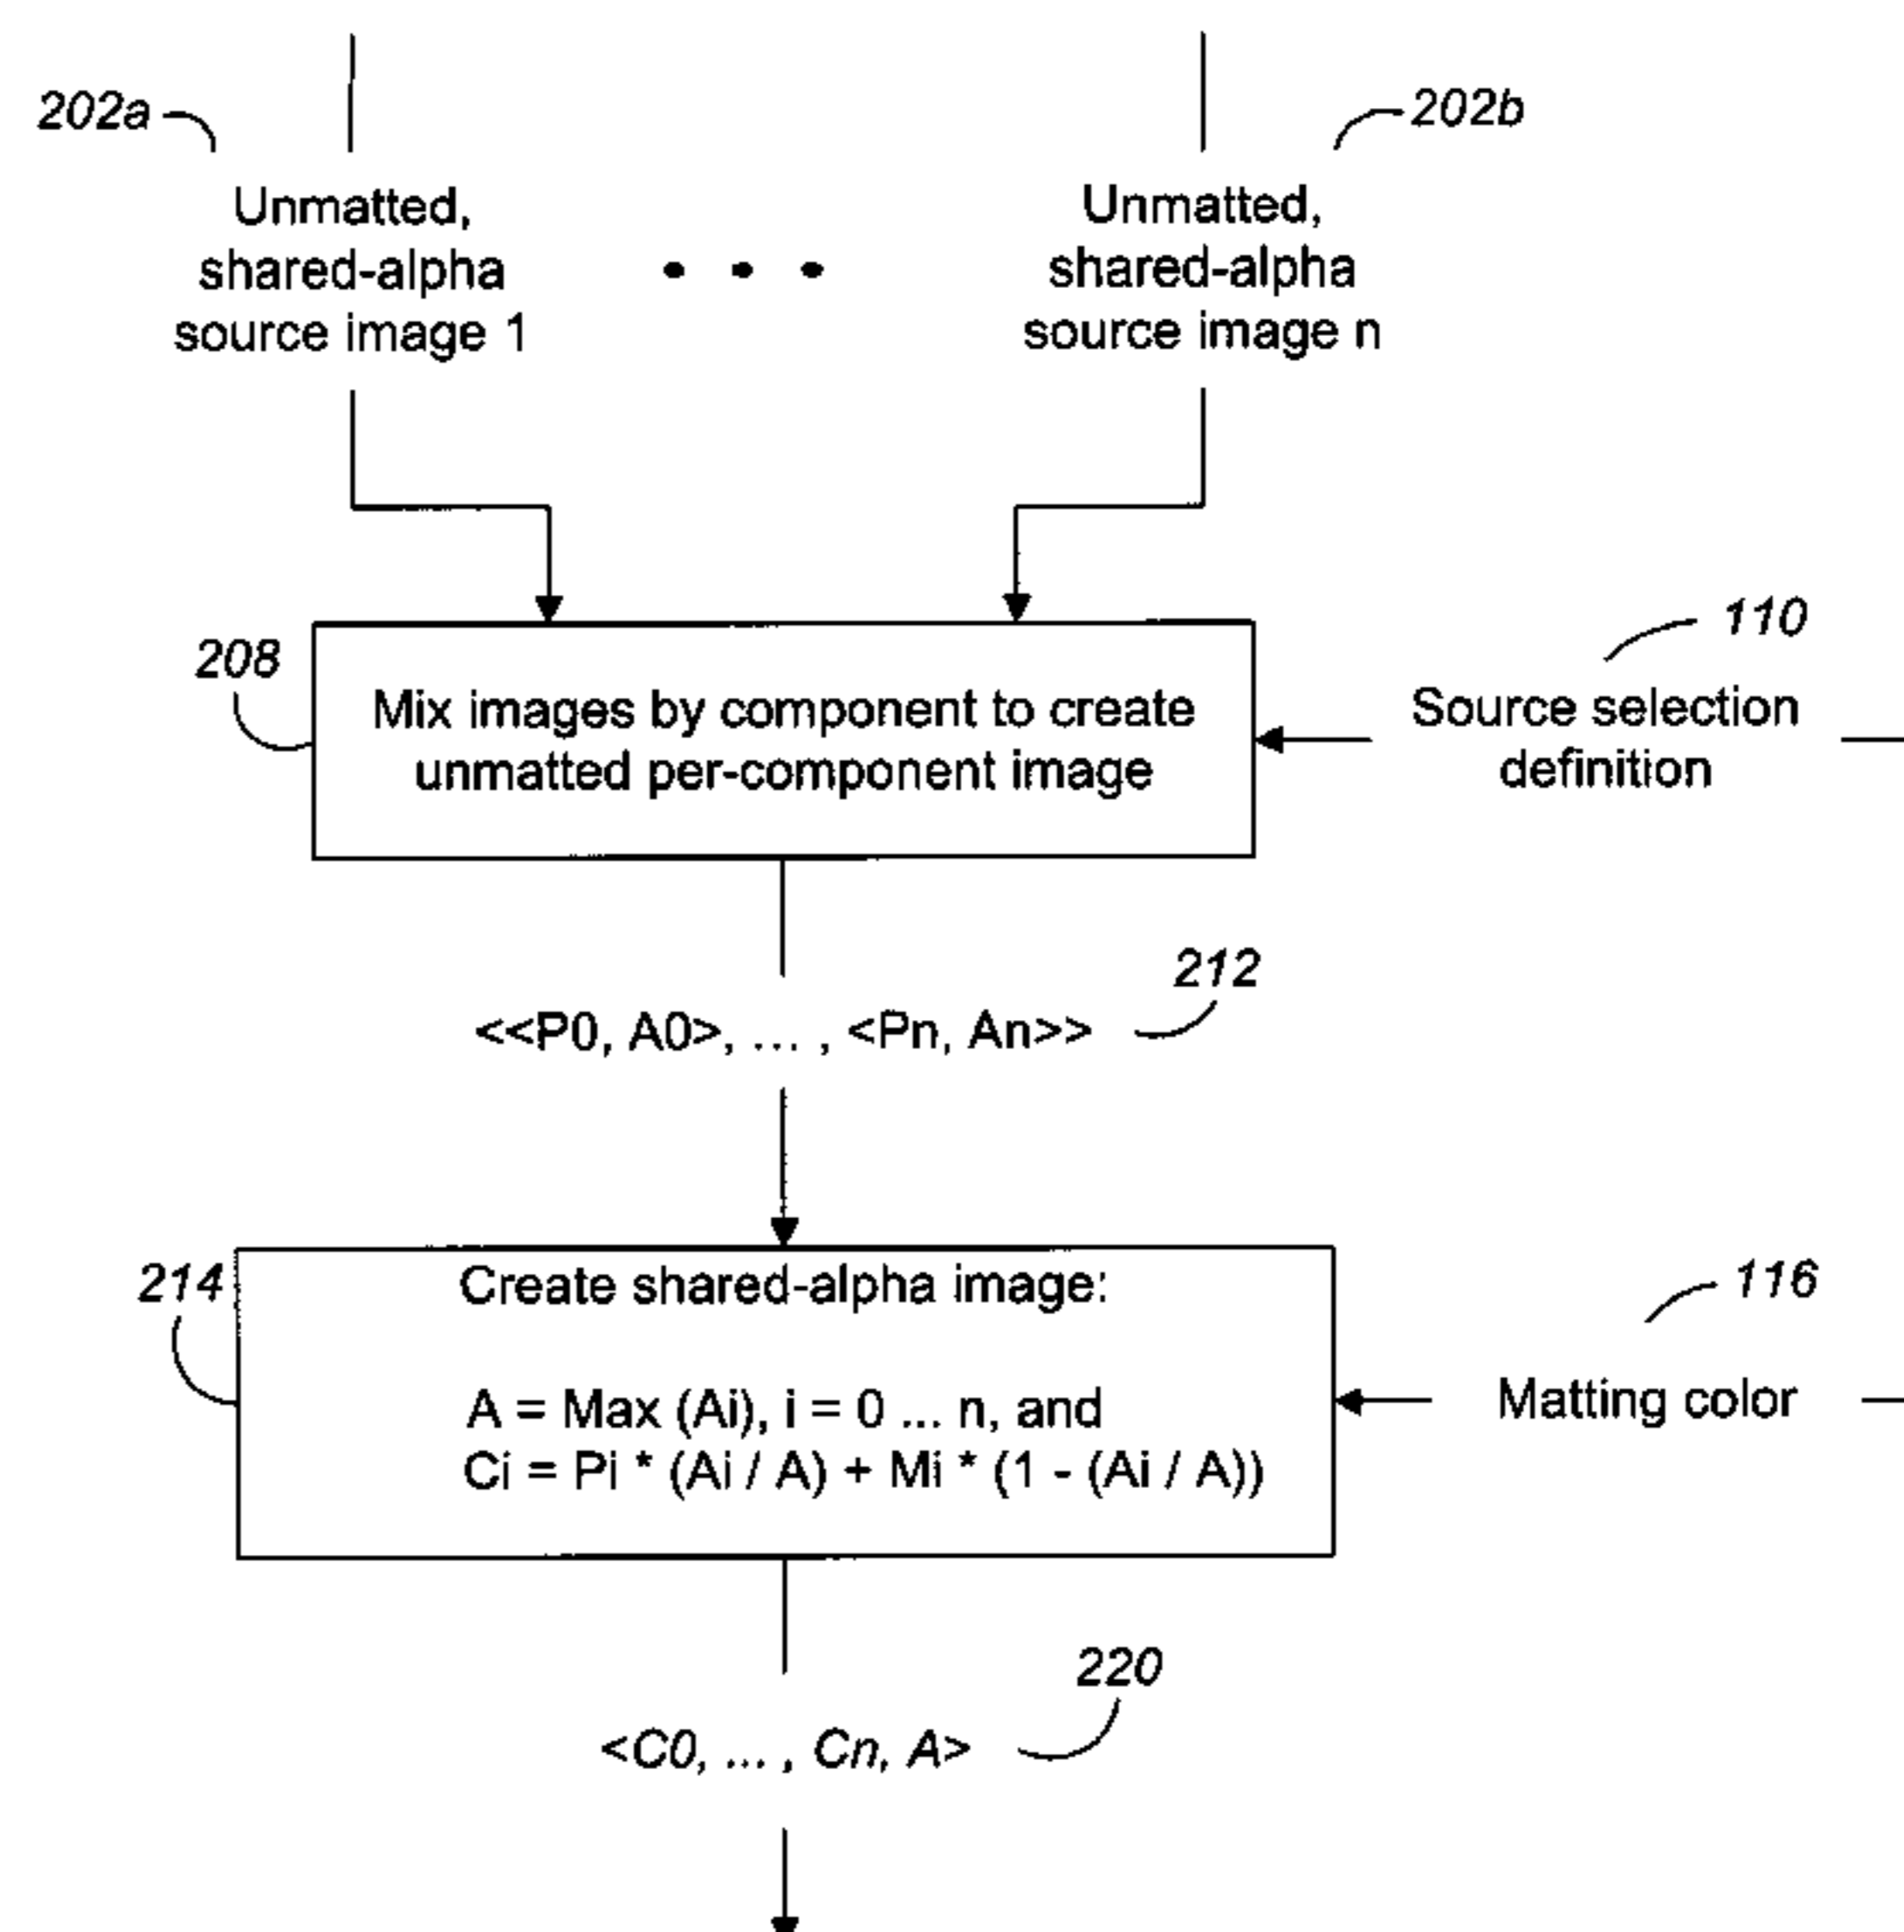 202a
202b
Unmatted,
shared-alpha
source image 1
• • •
Unmatted,
shared-alpha
source image n
208
Mix images by component to create
unmatted per-component image
110
Source selection
definition
212
<<P0, A0>, ... , <Pn, An>>
214
Create shared-alpha image:
A = Max (Ai), i = 0 ... n, and
Ci = Pi * (Ai / A) + Mi * (1 - (Ai / A))
116
Matting color
220
<C0, ... , Cn, A>